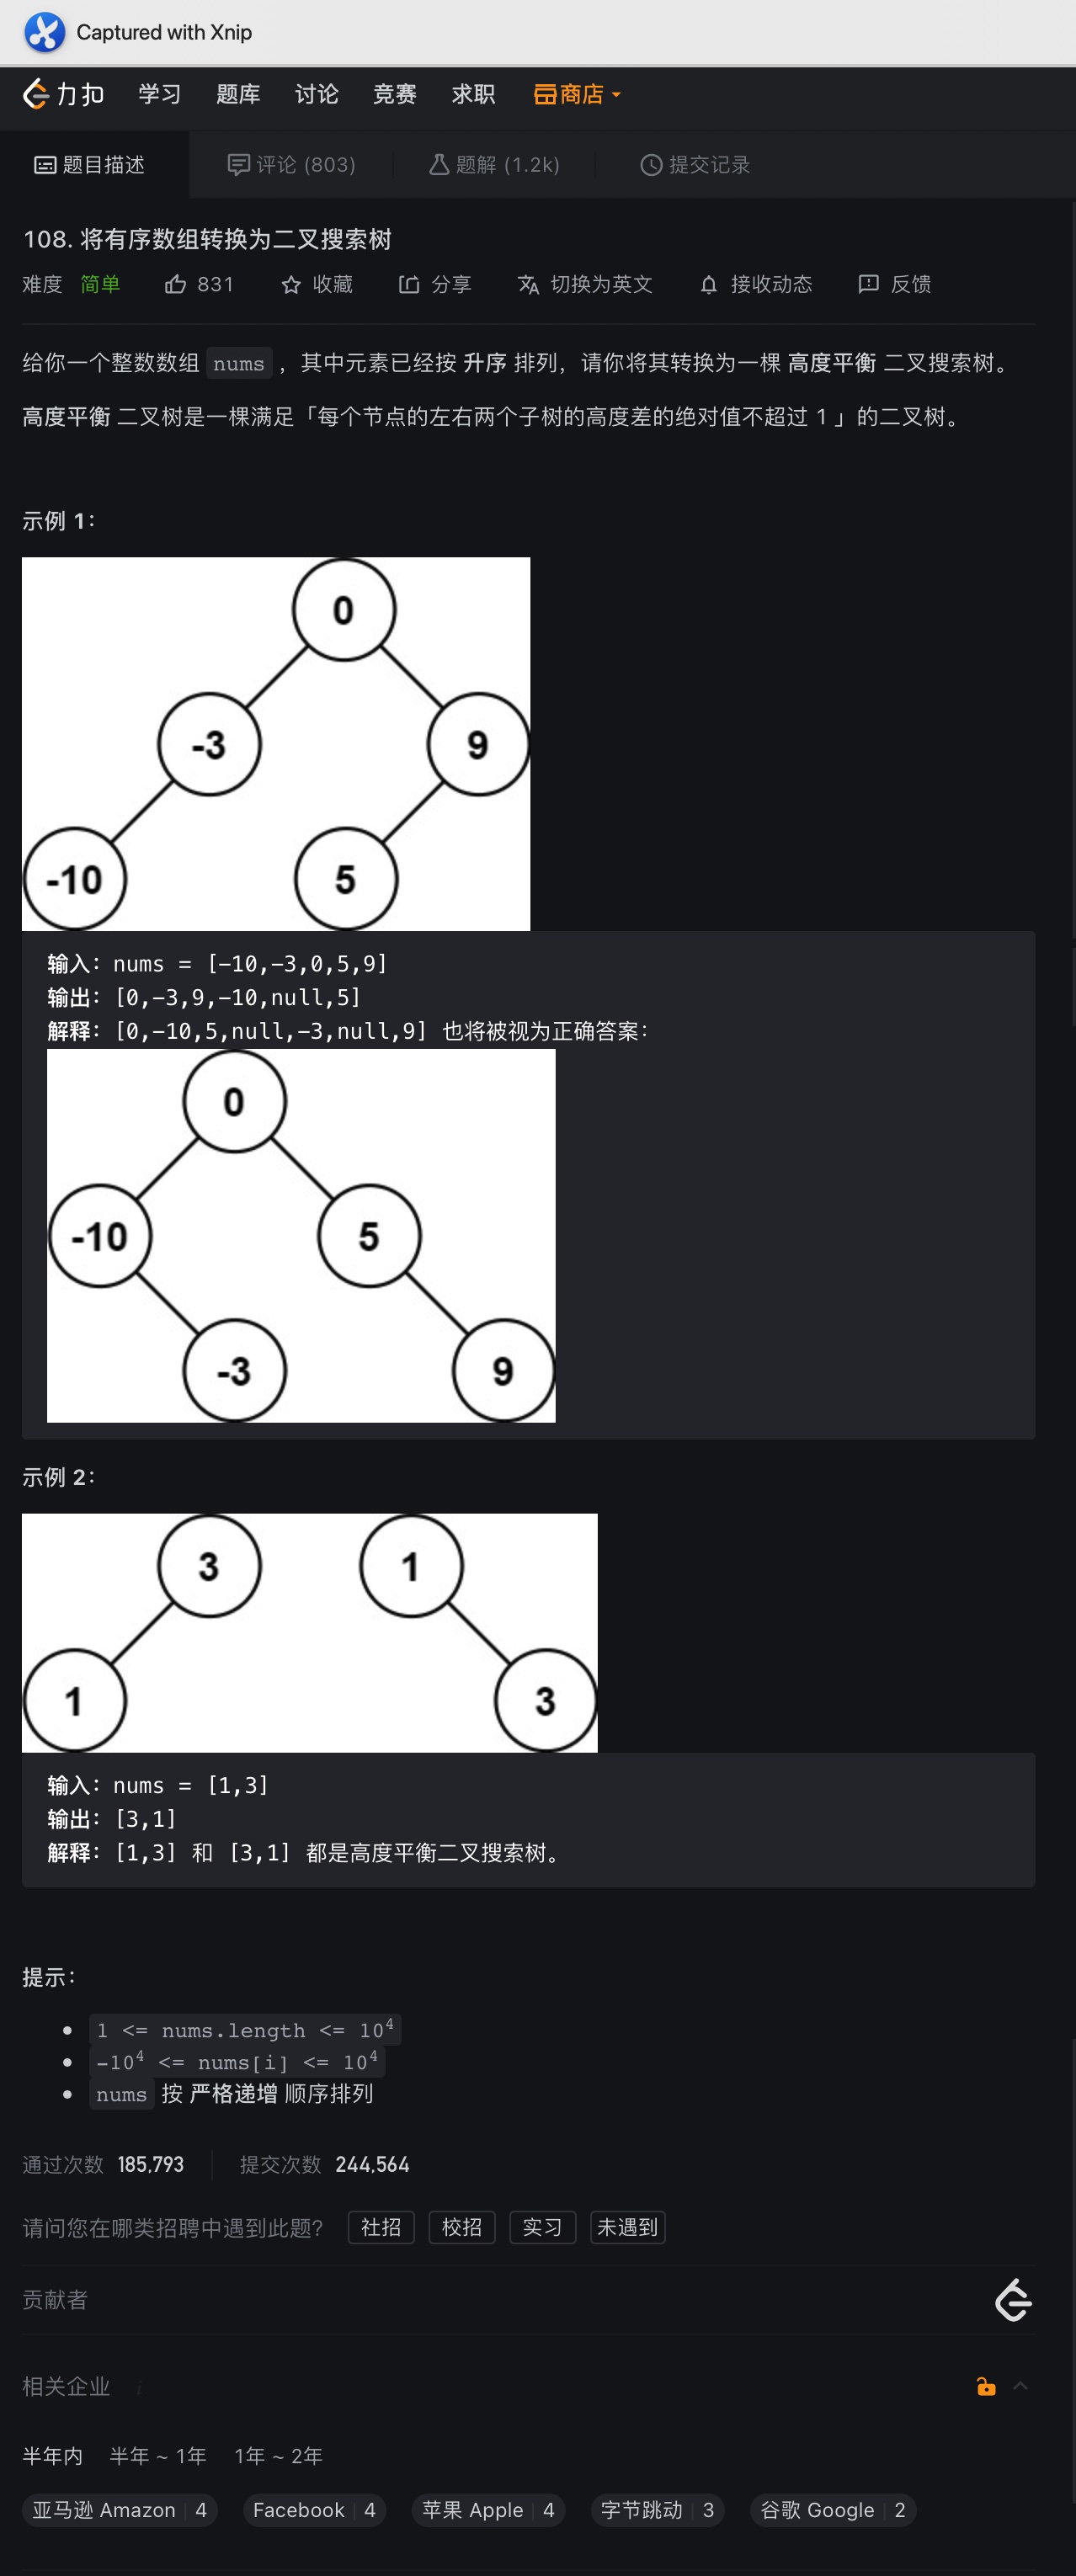 Captured with Xnip
力扣 学习 题库 讨论 竞赛 求职 商店
题目描述 评论 (803) 题解 (1.2k) 提交记录
108. 将有序数组转换为二叉搜索树
难度 简单 831 收藏 分享 切换为英文 接收动态 反馈
给你一个整数数组 nums ，其中元素已经按 升序 排列，请你将其转换为一棵 高度平衡 二叉搜索树。
高度平衡 二叉树是一棵满足「每个节点的左右两个子树的高度差的绝对值不超过 1 」的二叉树。
示例 1：
0
-3 9
-10 5
输入：nums = [-10,-3,0,5,9]
输出：[0,-3,9,-10,null,5]
解释：[0,-10,5,null,-3,null,9] 也将被视为正确答案：
0
-10 5
-3 9
示例 2：
3 1
1 3
输入：nums = [1,3]
输出：[3,1]
解释：[1,3] 和 [3,1] 都是高度平衡二叉搜索树。
提示：
1 <= nums.length <= 10⁴
-10⁴ <= nums[i] <= 10⁴
nums 按 严格递增 顺序排列
通过次数 185,793 提交次数 244,564
请问您在哪类招聘中遇到此题? 社招 校招 实习 未遇到
贡献者
相关企业 i
半年内 半年 ~ 1年 1年 ~ 2年
亚马逊 Amazon | 4 Facebook | 4 苹果 Apple | 4 字节跳动 | 3 谷歌 Google | 2